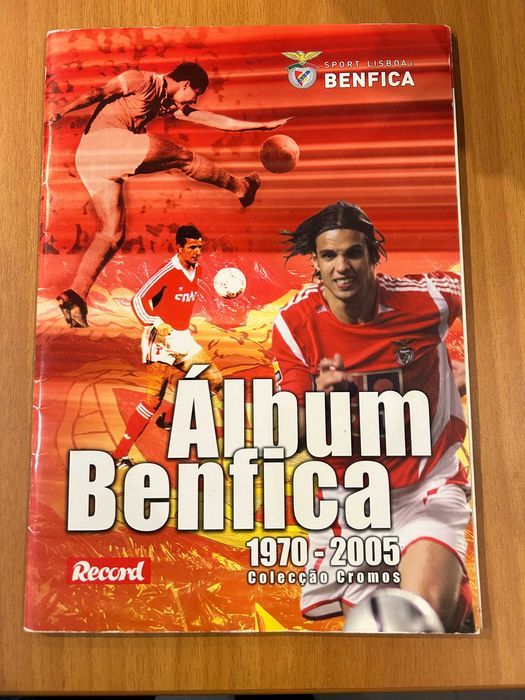 SPORT LISBOA E
BENFICA
Álbum
Benfica
1970 - 2005
Colecção Cromos
Record